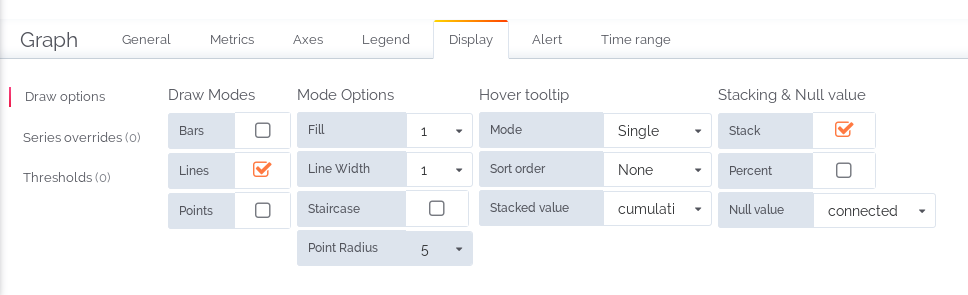 Graph General Metrics Axes Legend Display Alert Time range
Draw options
Series overrides (0)
Thresholds (0)
Draw Modes
Bars
Lines
Points
Mode Options
Fill 1
Line Width 1
Staircase
Point Radius 5
Hover tooltip
Mode Single
Sort order None
Stacked value cumulati
Stacking & Null value
Stack
Percent
Null value connected